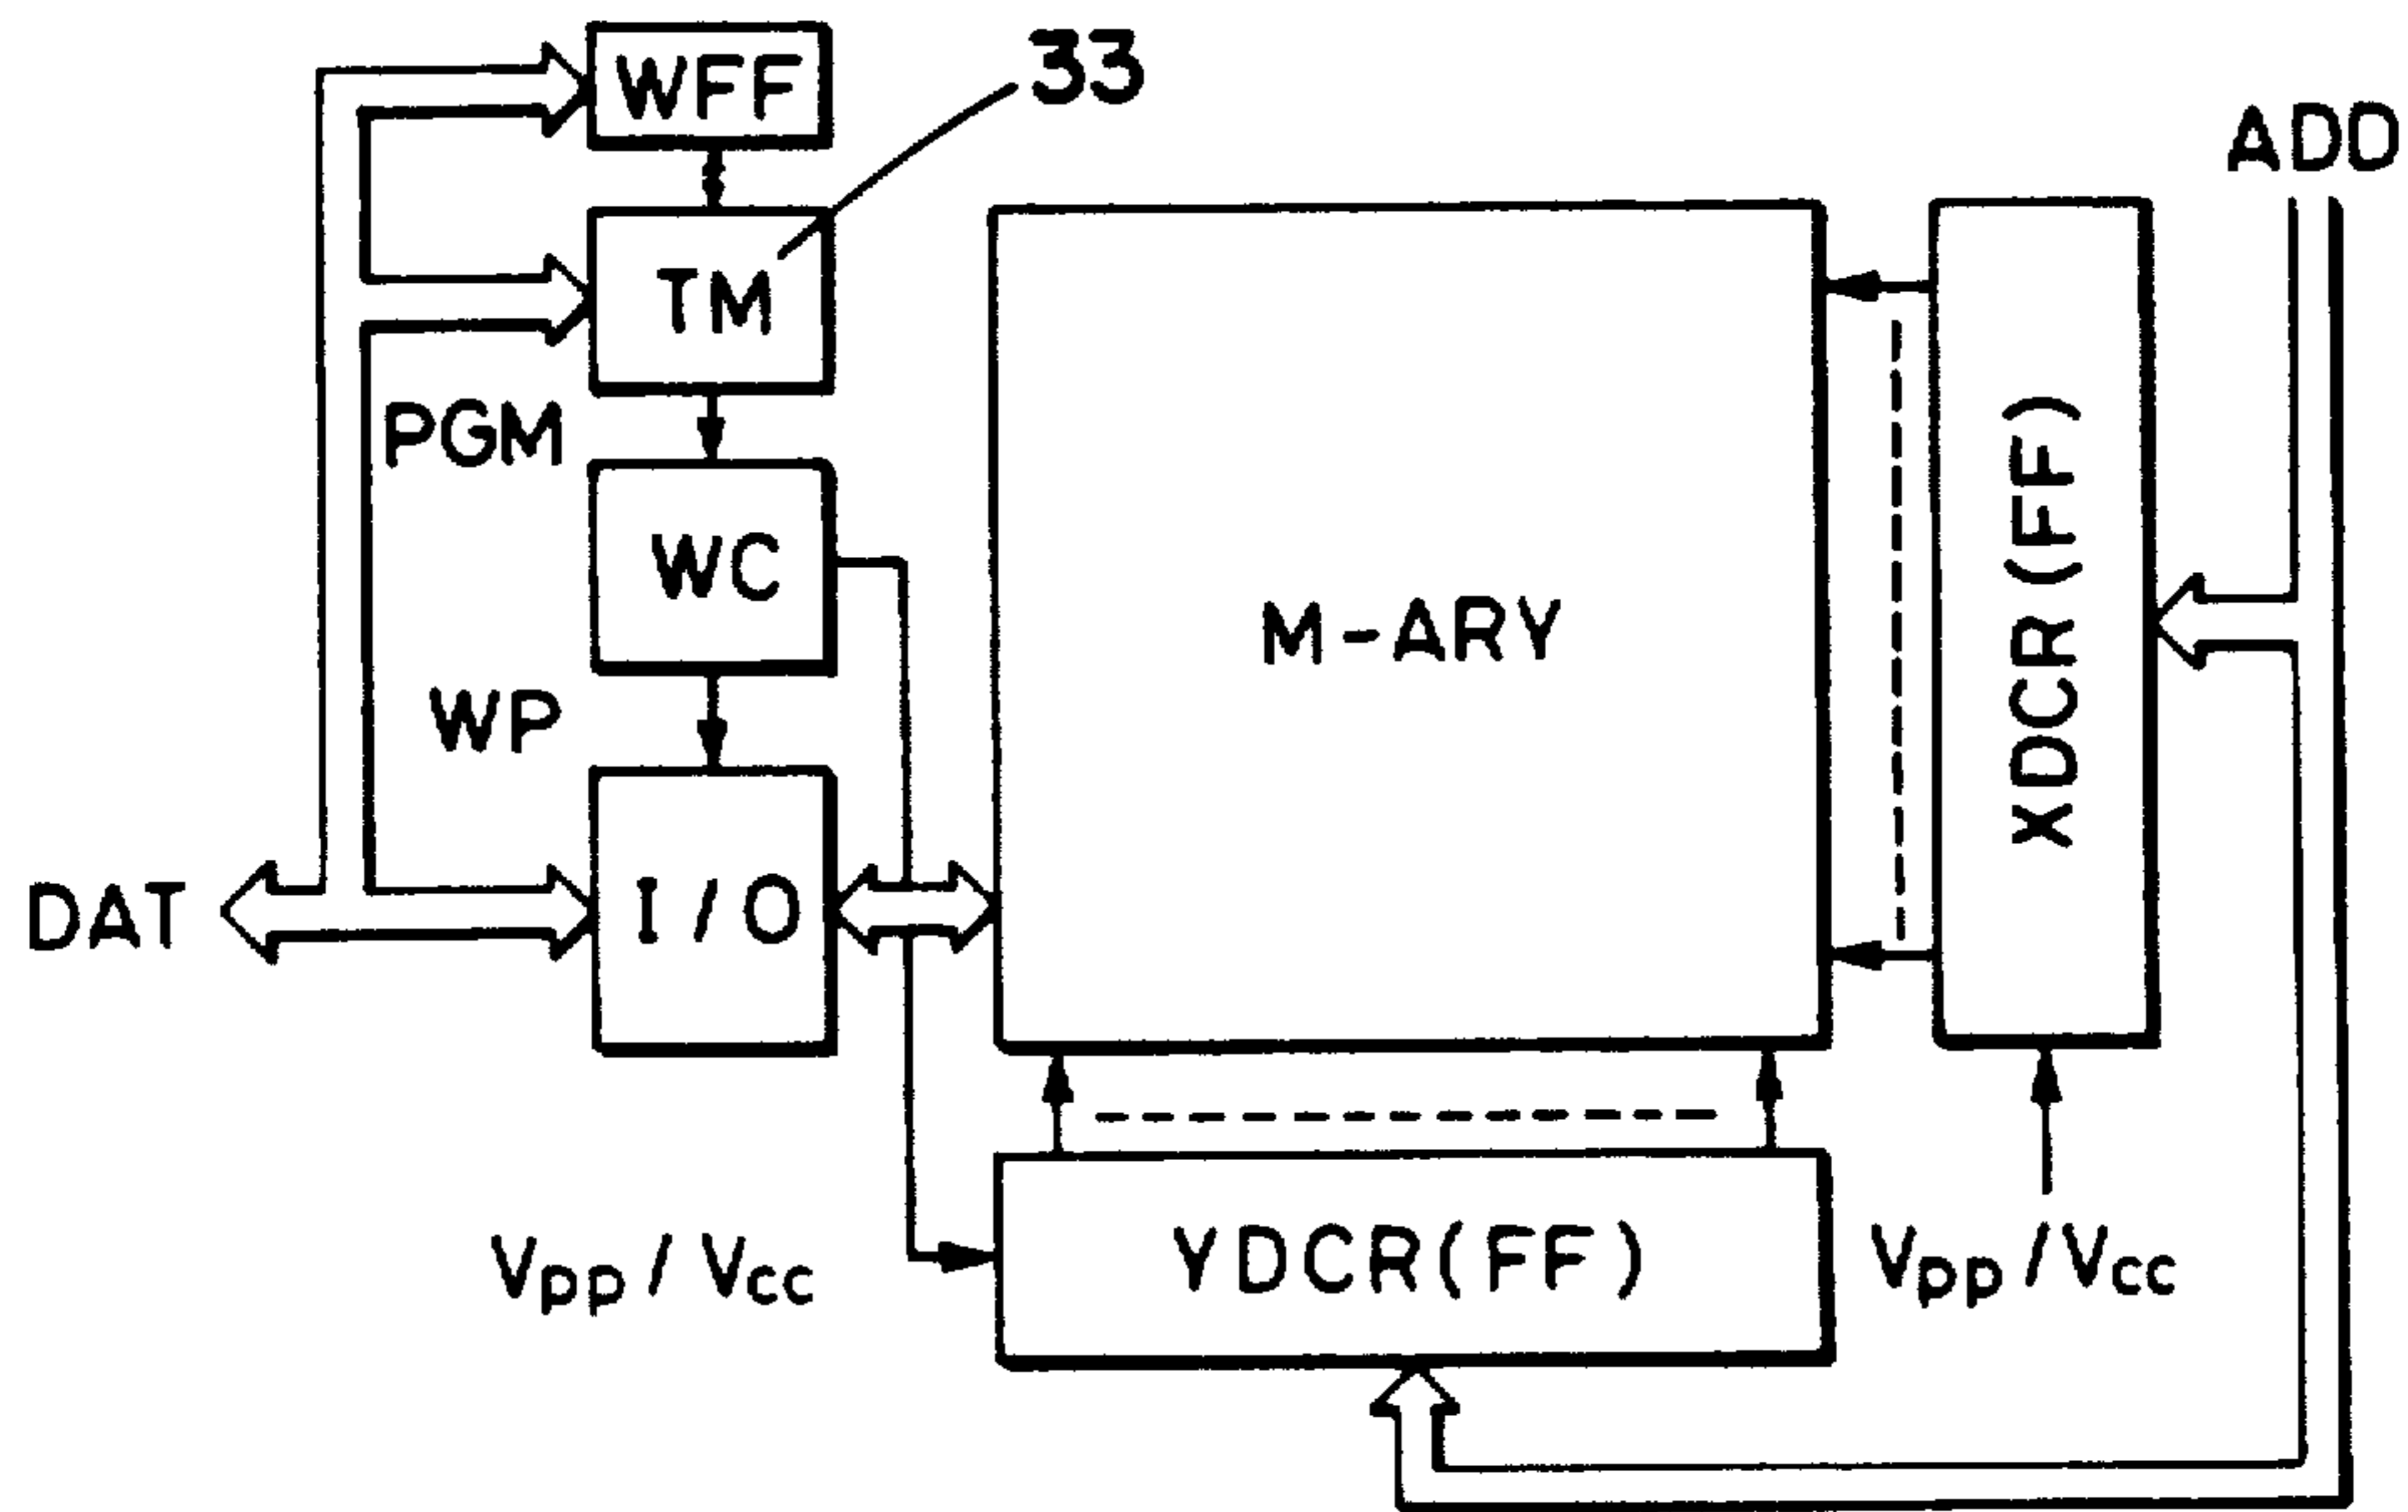 WFF
33
ADD
TM
PGM
WC
M-ARY
XDCR(FF)
WP
DAT
I/O
Vpp/Vcc
YDCR(FF)
Vpp/Vcc